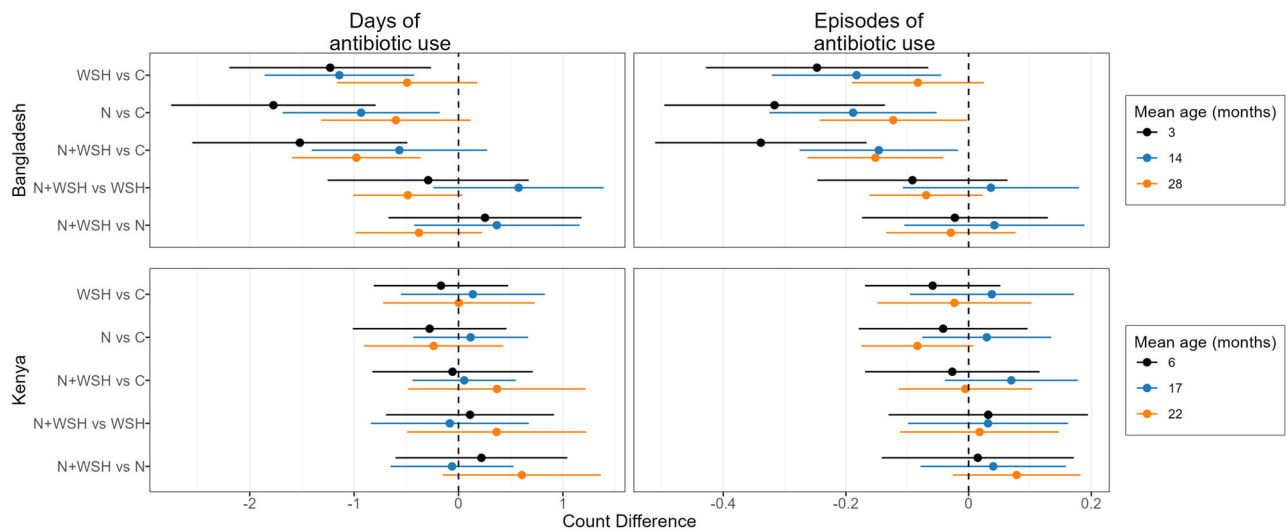 Days of
antibiotic use
Episodes of
antibiotic use
Bangladesh
WSH vs C
N vs C
N+WSH vs C
N+WSH vs WSH
N+WSH vs N
Mean age (months)
3
14
28
Kenya
WSH vs C
N vs C
N+WSH vs C
N+WSH vs WSH
N+WSH vs N
Mean age (months)
6
17
22
-2 -1 0 1 -0.4 -0.2 0 0.2
Count Difference